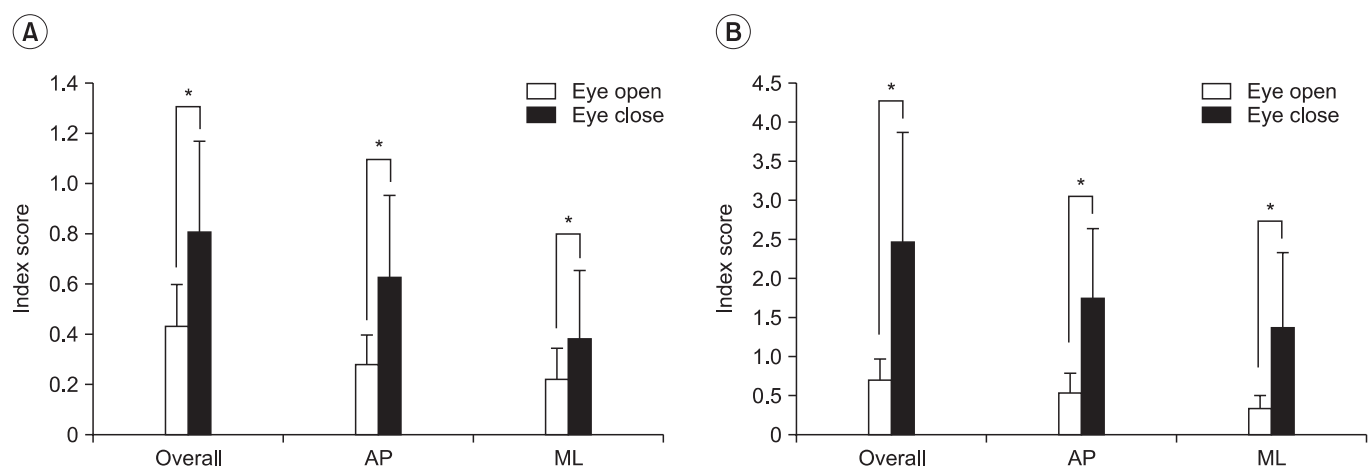 A
Index score
1.4
1.2
1.0
0.8
0.6
0.4
0.2
0
Eye open
Eye close
*
*
*
Overall AP ML
B
Index score
4.5
4.0
3.5
3.0
2.5
2.0
1.5
1.0
0.5
0
Eye open
Eye close
*
*
*
Overall AP ML